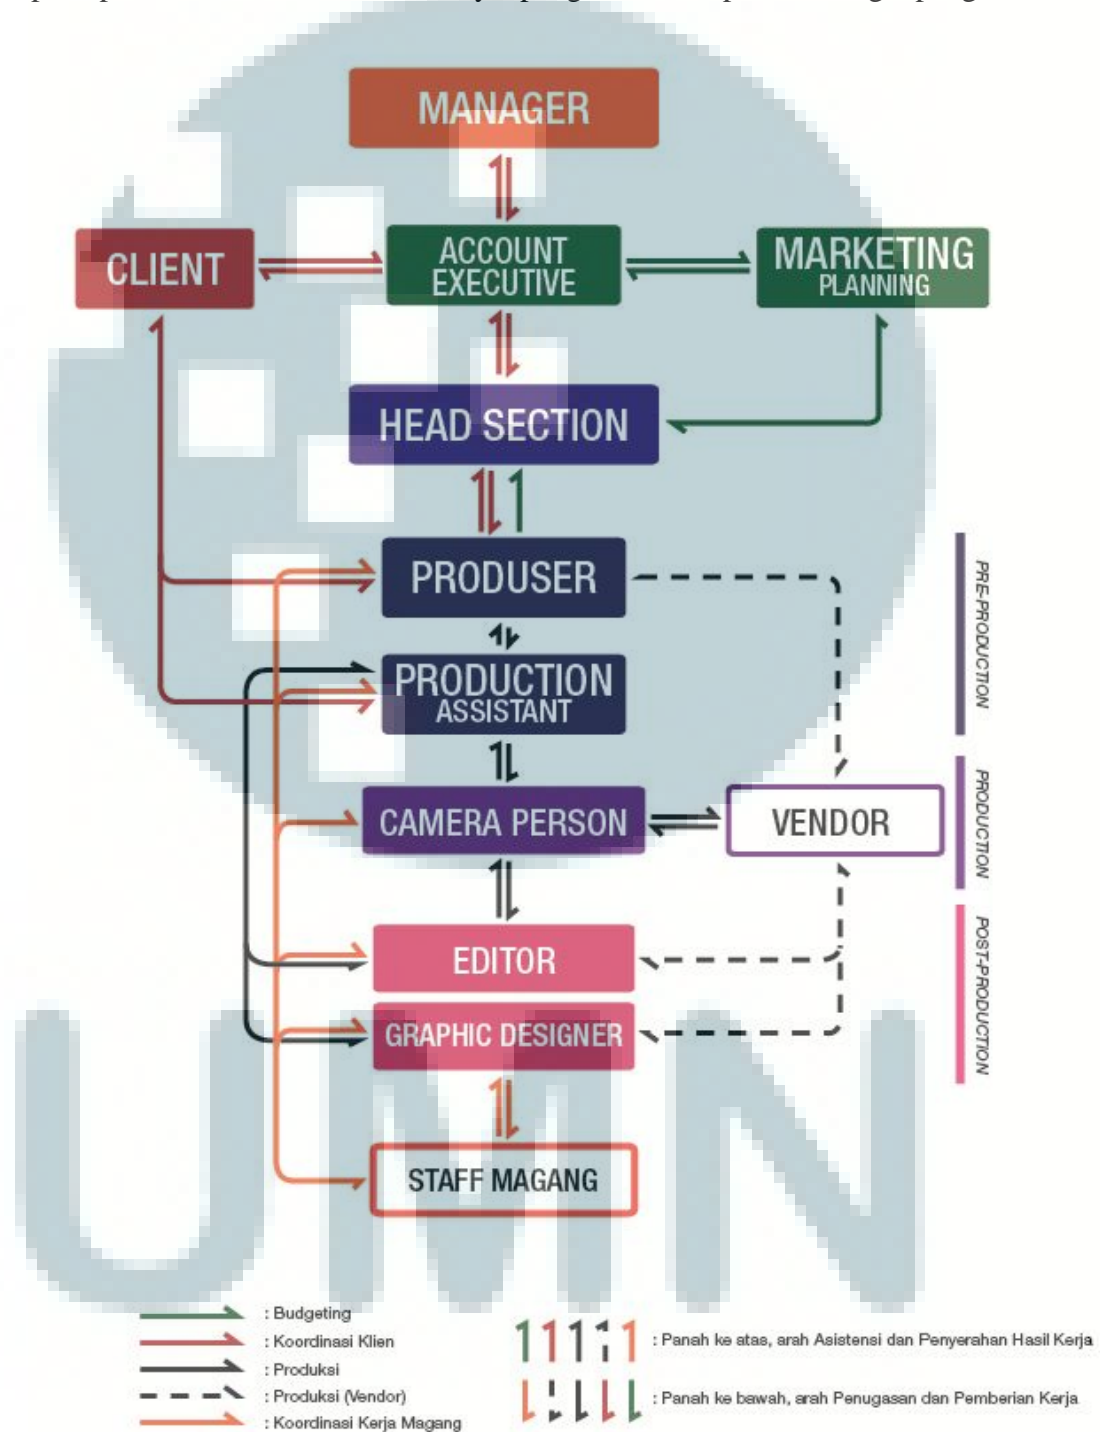 MANAGER
CLIENT
ACCOUNT
EXECUTIVE
MARKETING
PLANNING
HEAD SECTION
PRODUSER
PRODUCTION
ASSISTANT
CAMERA PERSON
VENDOR
EDITOR
GRAPHIC DESIGNER
STAFF MAGANG
PRE-PRODUCTION
PRODUCTION
POST-PRODUCTION
UMN
: Budgeting
: Koordinasi Klien
: Produksi
: Produksi (Vendor)
: Koordinasi Kerja Magang
: Panah ke atas, arah Asistensi dan Penyerahan Hasil Kerja
: Panah ke bawah, arah Penugasan dan Pemberian Kerja